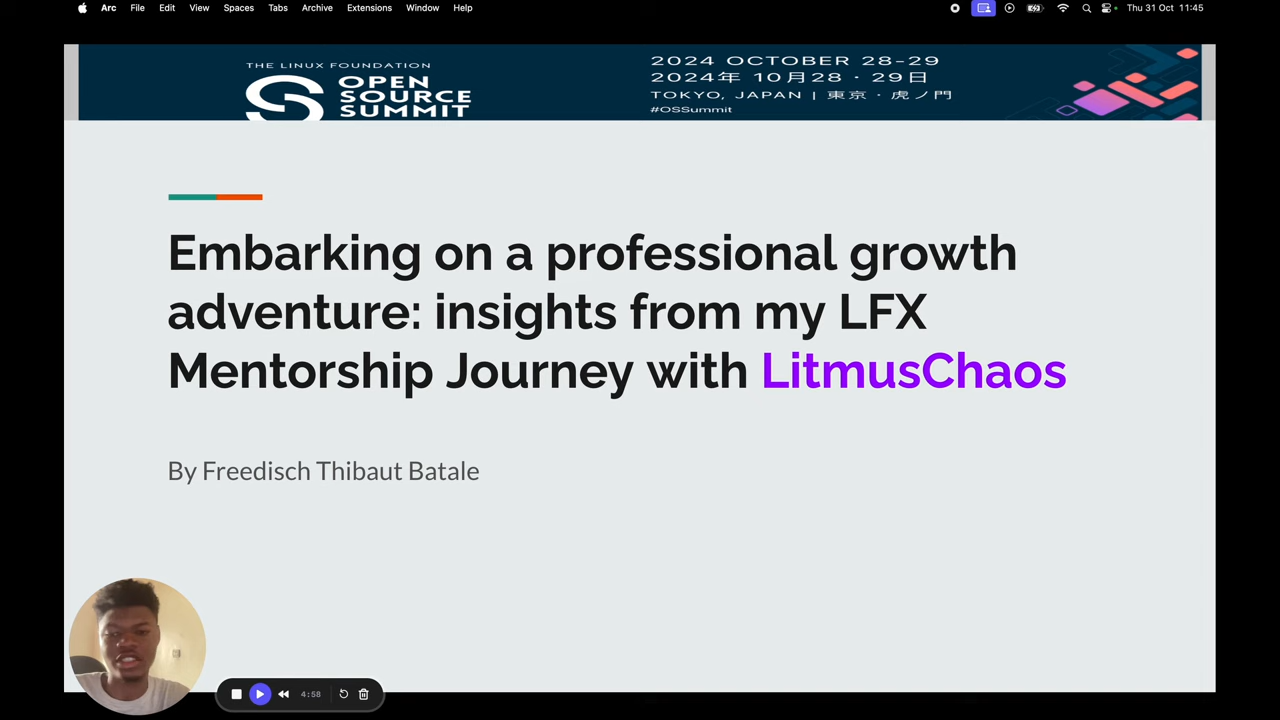 Arc File Edit View Spaces Tabs Archive Extensions Window Help Thu 31 Oct 11:45
THE LINUX FOUNDATION
OPEN
SOURCE
SUMMIT
2024 OCTOBER 28-29
2024年 10月28・29日
TOKYO, JAPAN | 東京・虎ノ門
#OSSummit
Embarking on a professional growth
adventure: insights from my LFX
Mentorship Journey with LitmusChaos
By Freedisch Thibaut Batale
4:58